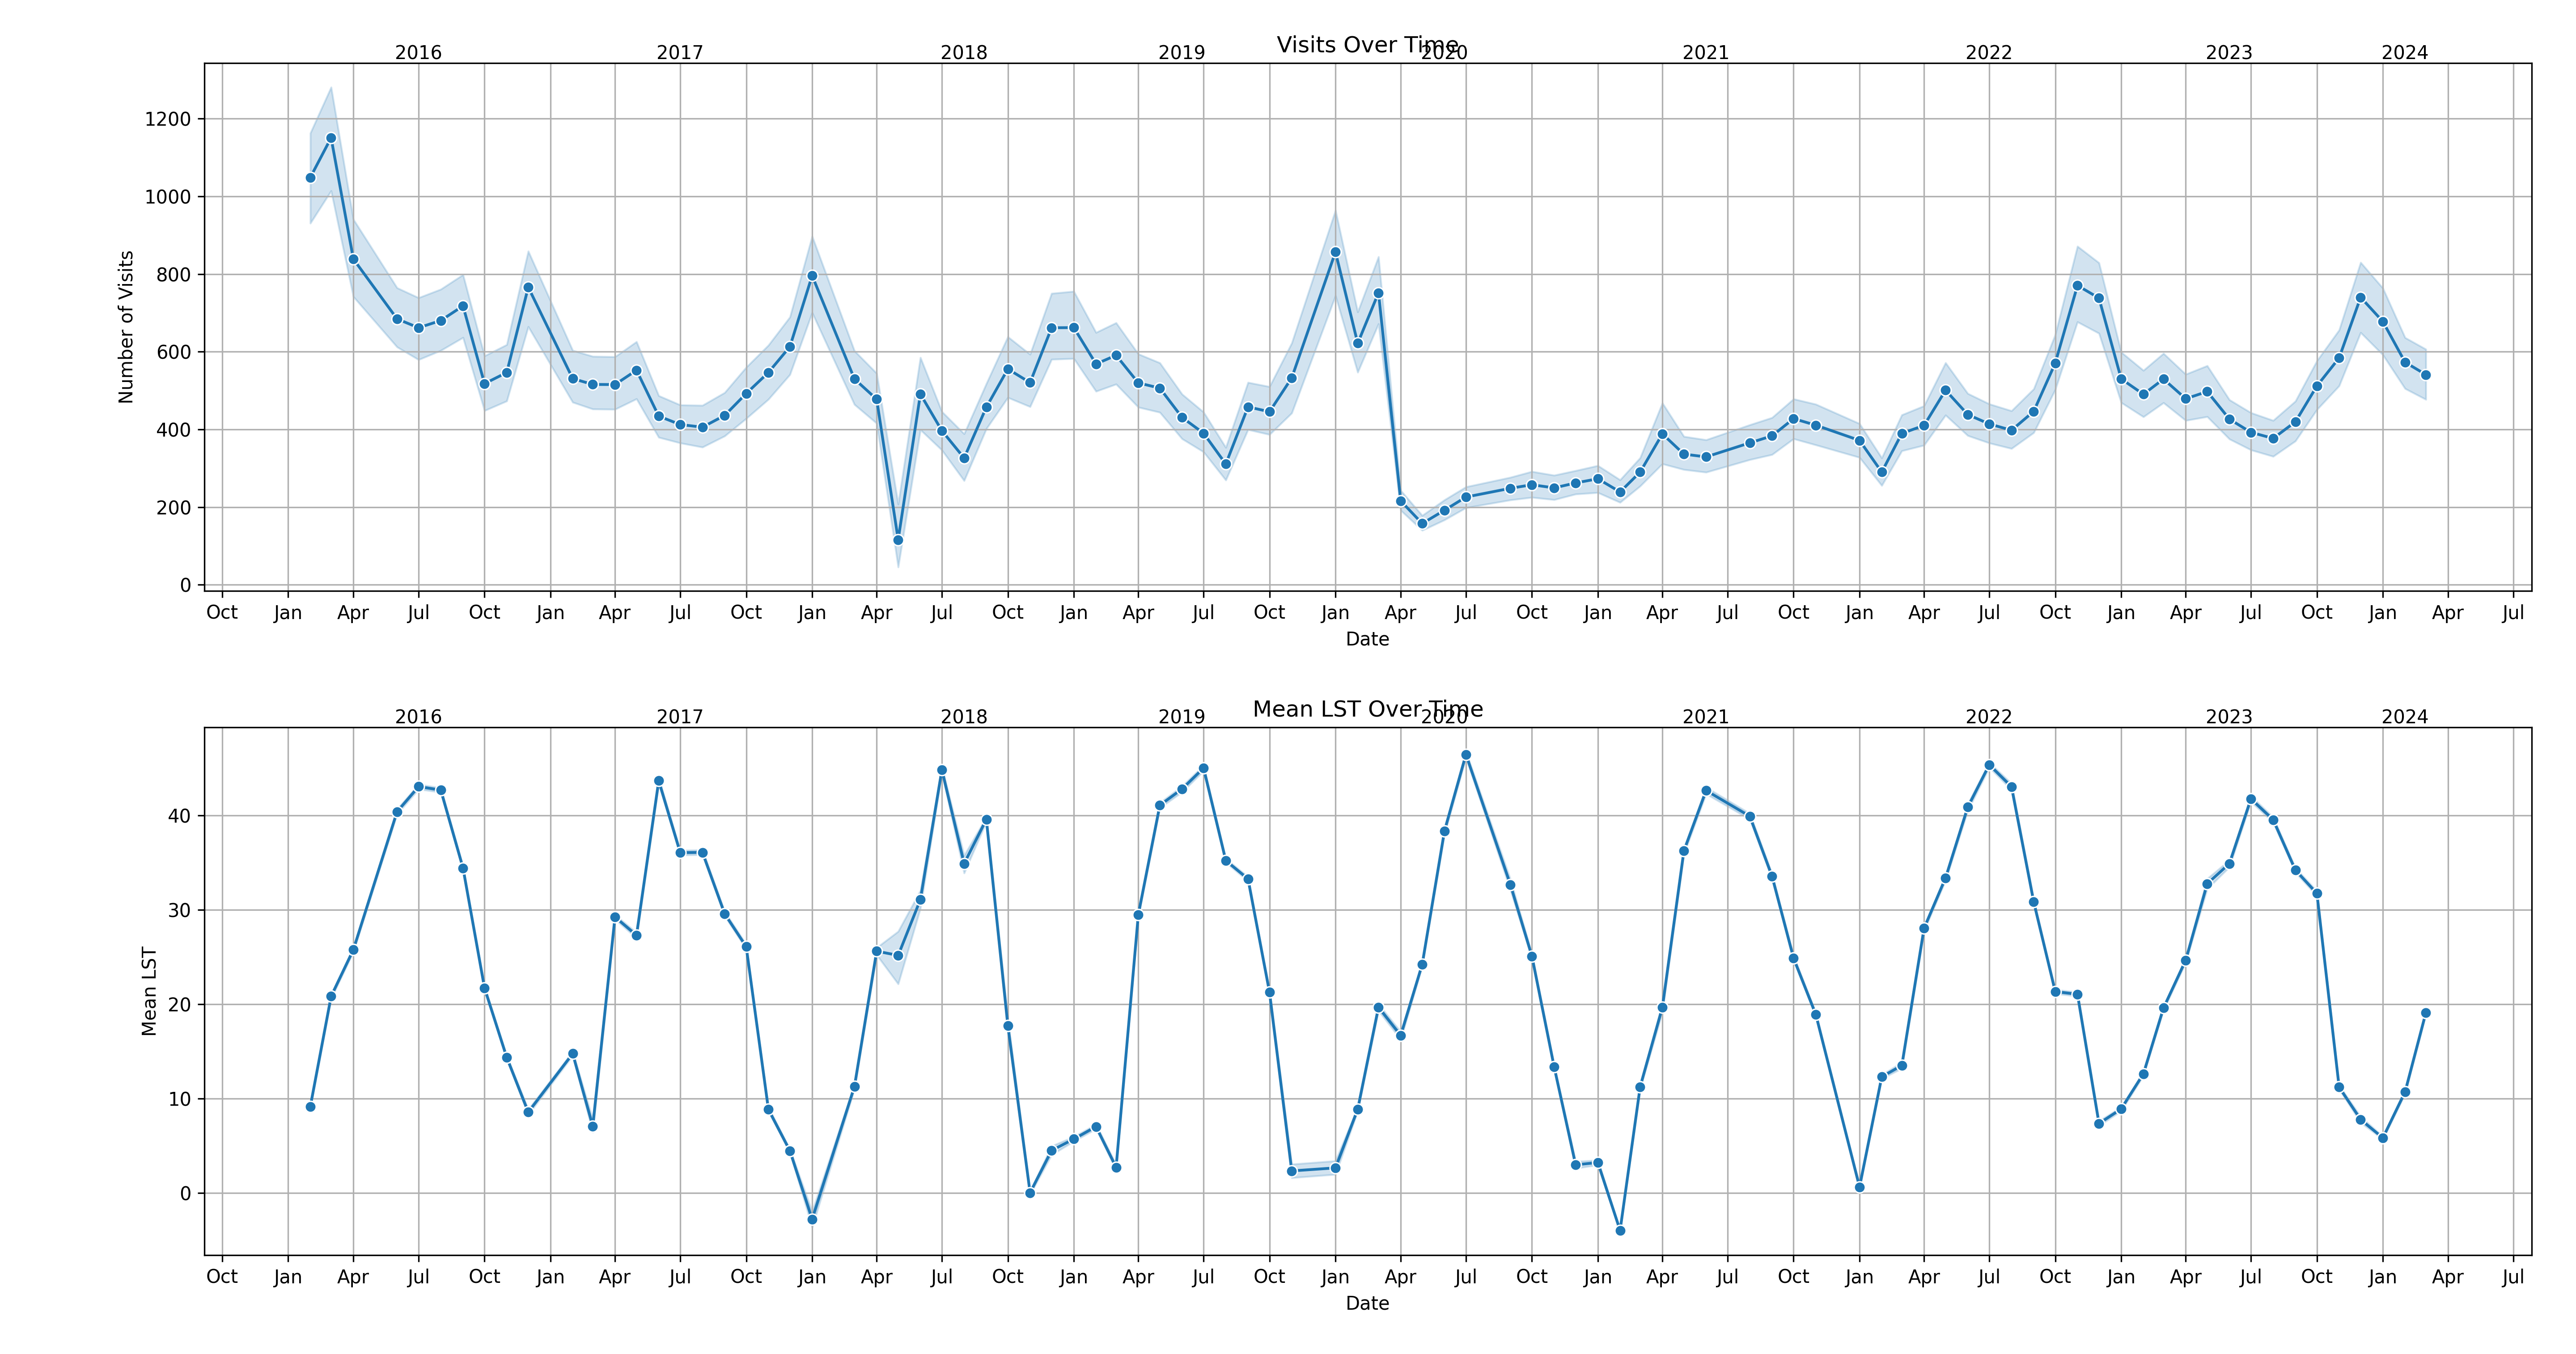 Visits Over Time
2016 2017 2018 2019 2020 2021 2022 2023 2024
1200
1000
800
600
400
200
0
Number of Visits
Oct Jan Apr Jul Oct Jan Apr Jul Oct Jan Apr Jul Oct Jan Apr Jul Oct Jan Apr Jul Oct Jan Apr Jul Oct Jan Apr Jul Oct Jan Apr Jul Oct Jan Apr Jul
Date
Mean LST Over Time
2016 2017 2018 2019 2020 2021 2022 2023 2024
40
30
20
10
0
Mean LST
Oct Jan Apr Jul Oct Jan Apr Jul Oct Jan Apr Jul Oct Jan Apr Jul Oct Jan Apr Jul Oct Jan Apr Jul Oct Jan Apr Jul Oct Jan Apr Jul Oct Jan Apr Jul
Date